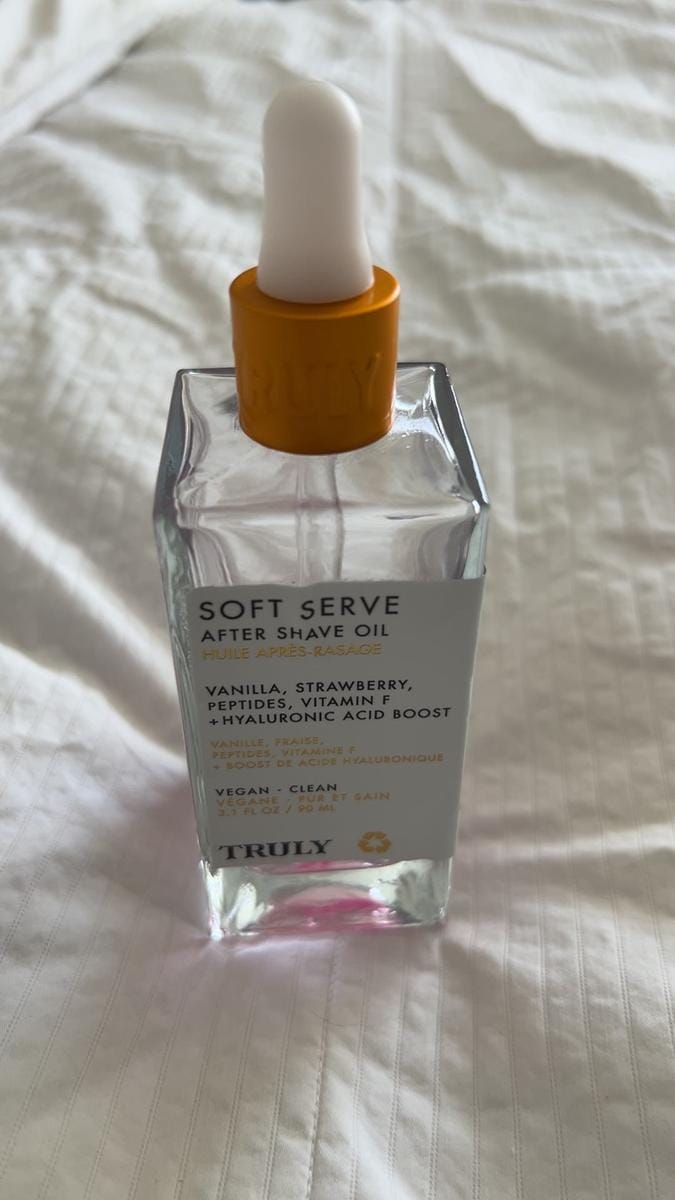 TRULY
SOFT SERVE
AFTER SHAVE OIL
HUILE APRÈS-RASAGE
VANILLA, STRAWBERRY,
PEPTIDES, VITAMIN F
+HYALURONIC ACID BOOST
VANILLE, FRAISE,
PEPTIDES, VITAMINE F
+ BOOST DE ACIDE HYALURONIQUE
VEGAN - CLEAN
VÉGANE - PUR ET SAIN
3.1 FL OZ / 90 ML
TRULY